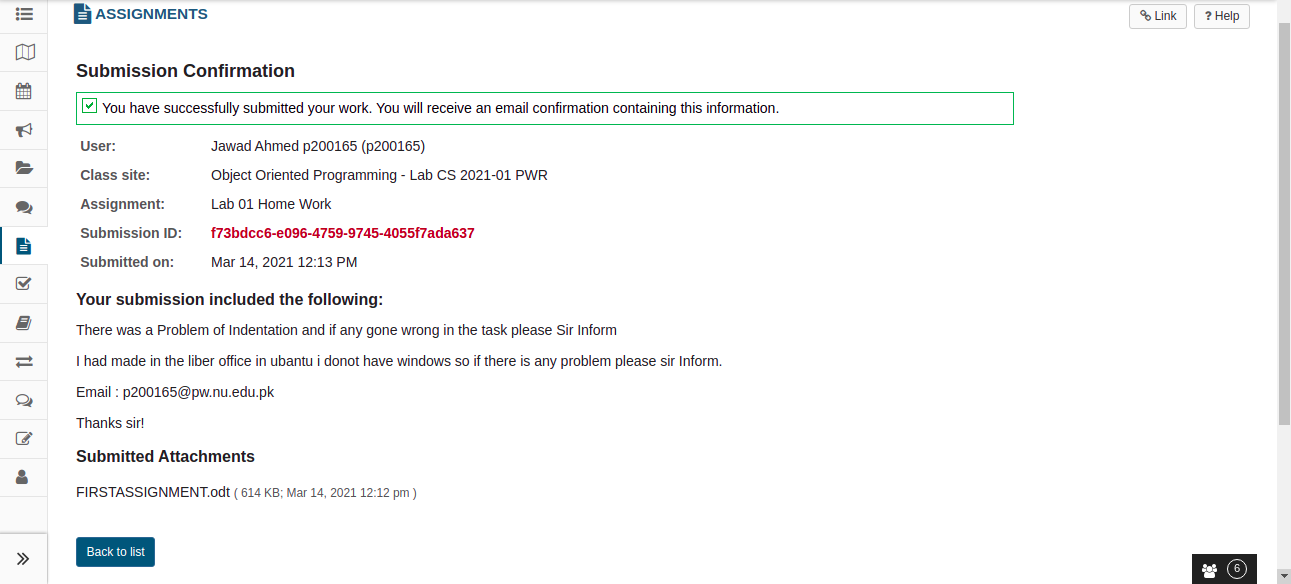 ASSIGNMENTS
Link
? Help
Submission Confirmation
You have successfully submitted your work. You will receive an email confirmation containing this information.
User: Jawad Ahmed p200165 (p200165)
Class site: Object Oriented Programming - Lab CS 2021-01 PWR
Assignment: Lab 01 Home Work
Submission ID: f73bdcc6-e096-4759-9745-4055f7ada637
Submitted on: Mar 14, 2021 12:13 PM
Your submission included the following:
There was a Problem of Indentation and if any gone wrong in the task please Sir Inform
I had made in the liber office in ubantu i donot have windows so if there is any problem please sir Inform.
Email : p200165@pw.nu.edu.pk
Thanks sir!
Submitted Attachments
FIRSTASSIGNMENT.odt ( 614 KB; Mar 14, 2021 12:12 pm )
Back to list
6